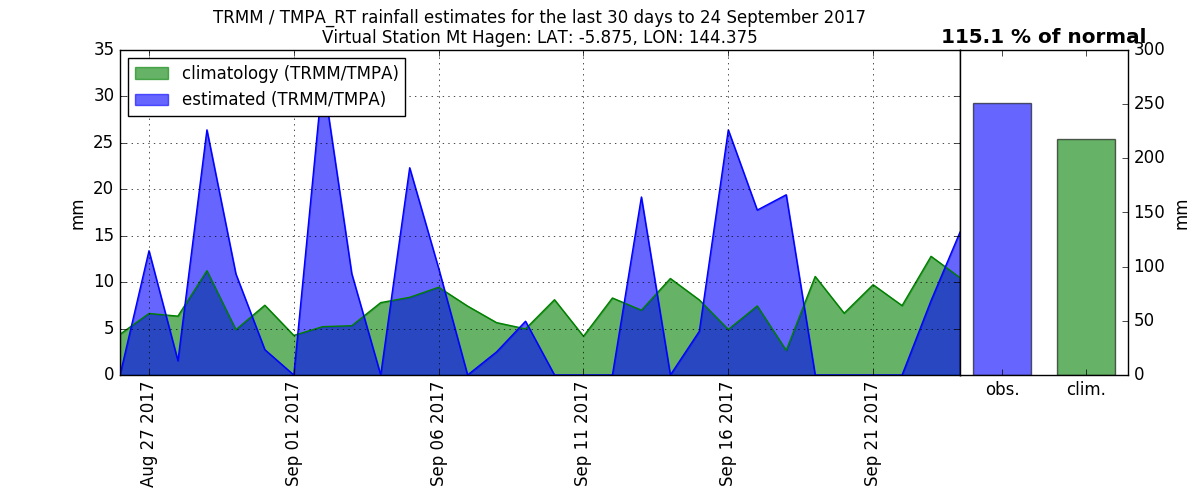 TRMM / TMPA_RT rainfall estimates for the last 30 days to 24 September 2017
Virtual Station Mt Hagen: LAT: -5.875, LON: 144.375
115.1 % of normal
climatology (TRMM/TMPA)
estimated (TRMM/TMPA)
mm
35
30
25
20
15
10
5
0
Aug 27 2017
Sep 01 2017
Sep 06 2017
Sep 11 2017
Sep 16 2017
Sep 21 2017
300
250
200
150
100
50
0
mm
obs.
clim.